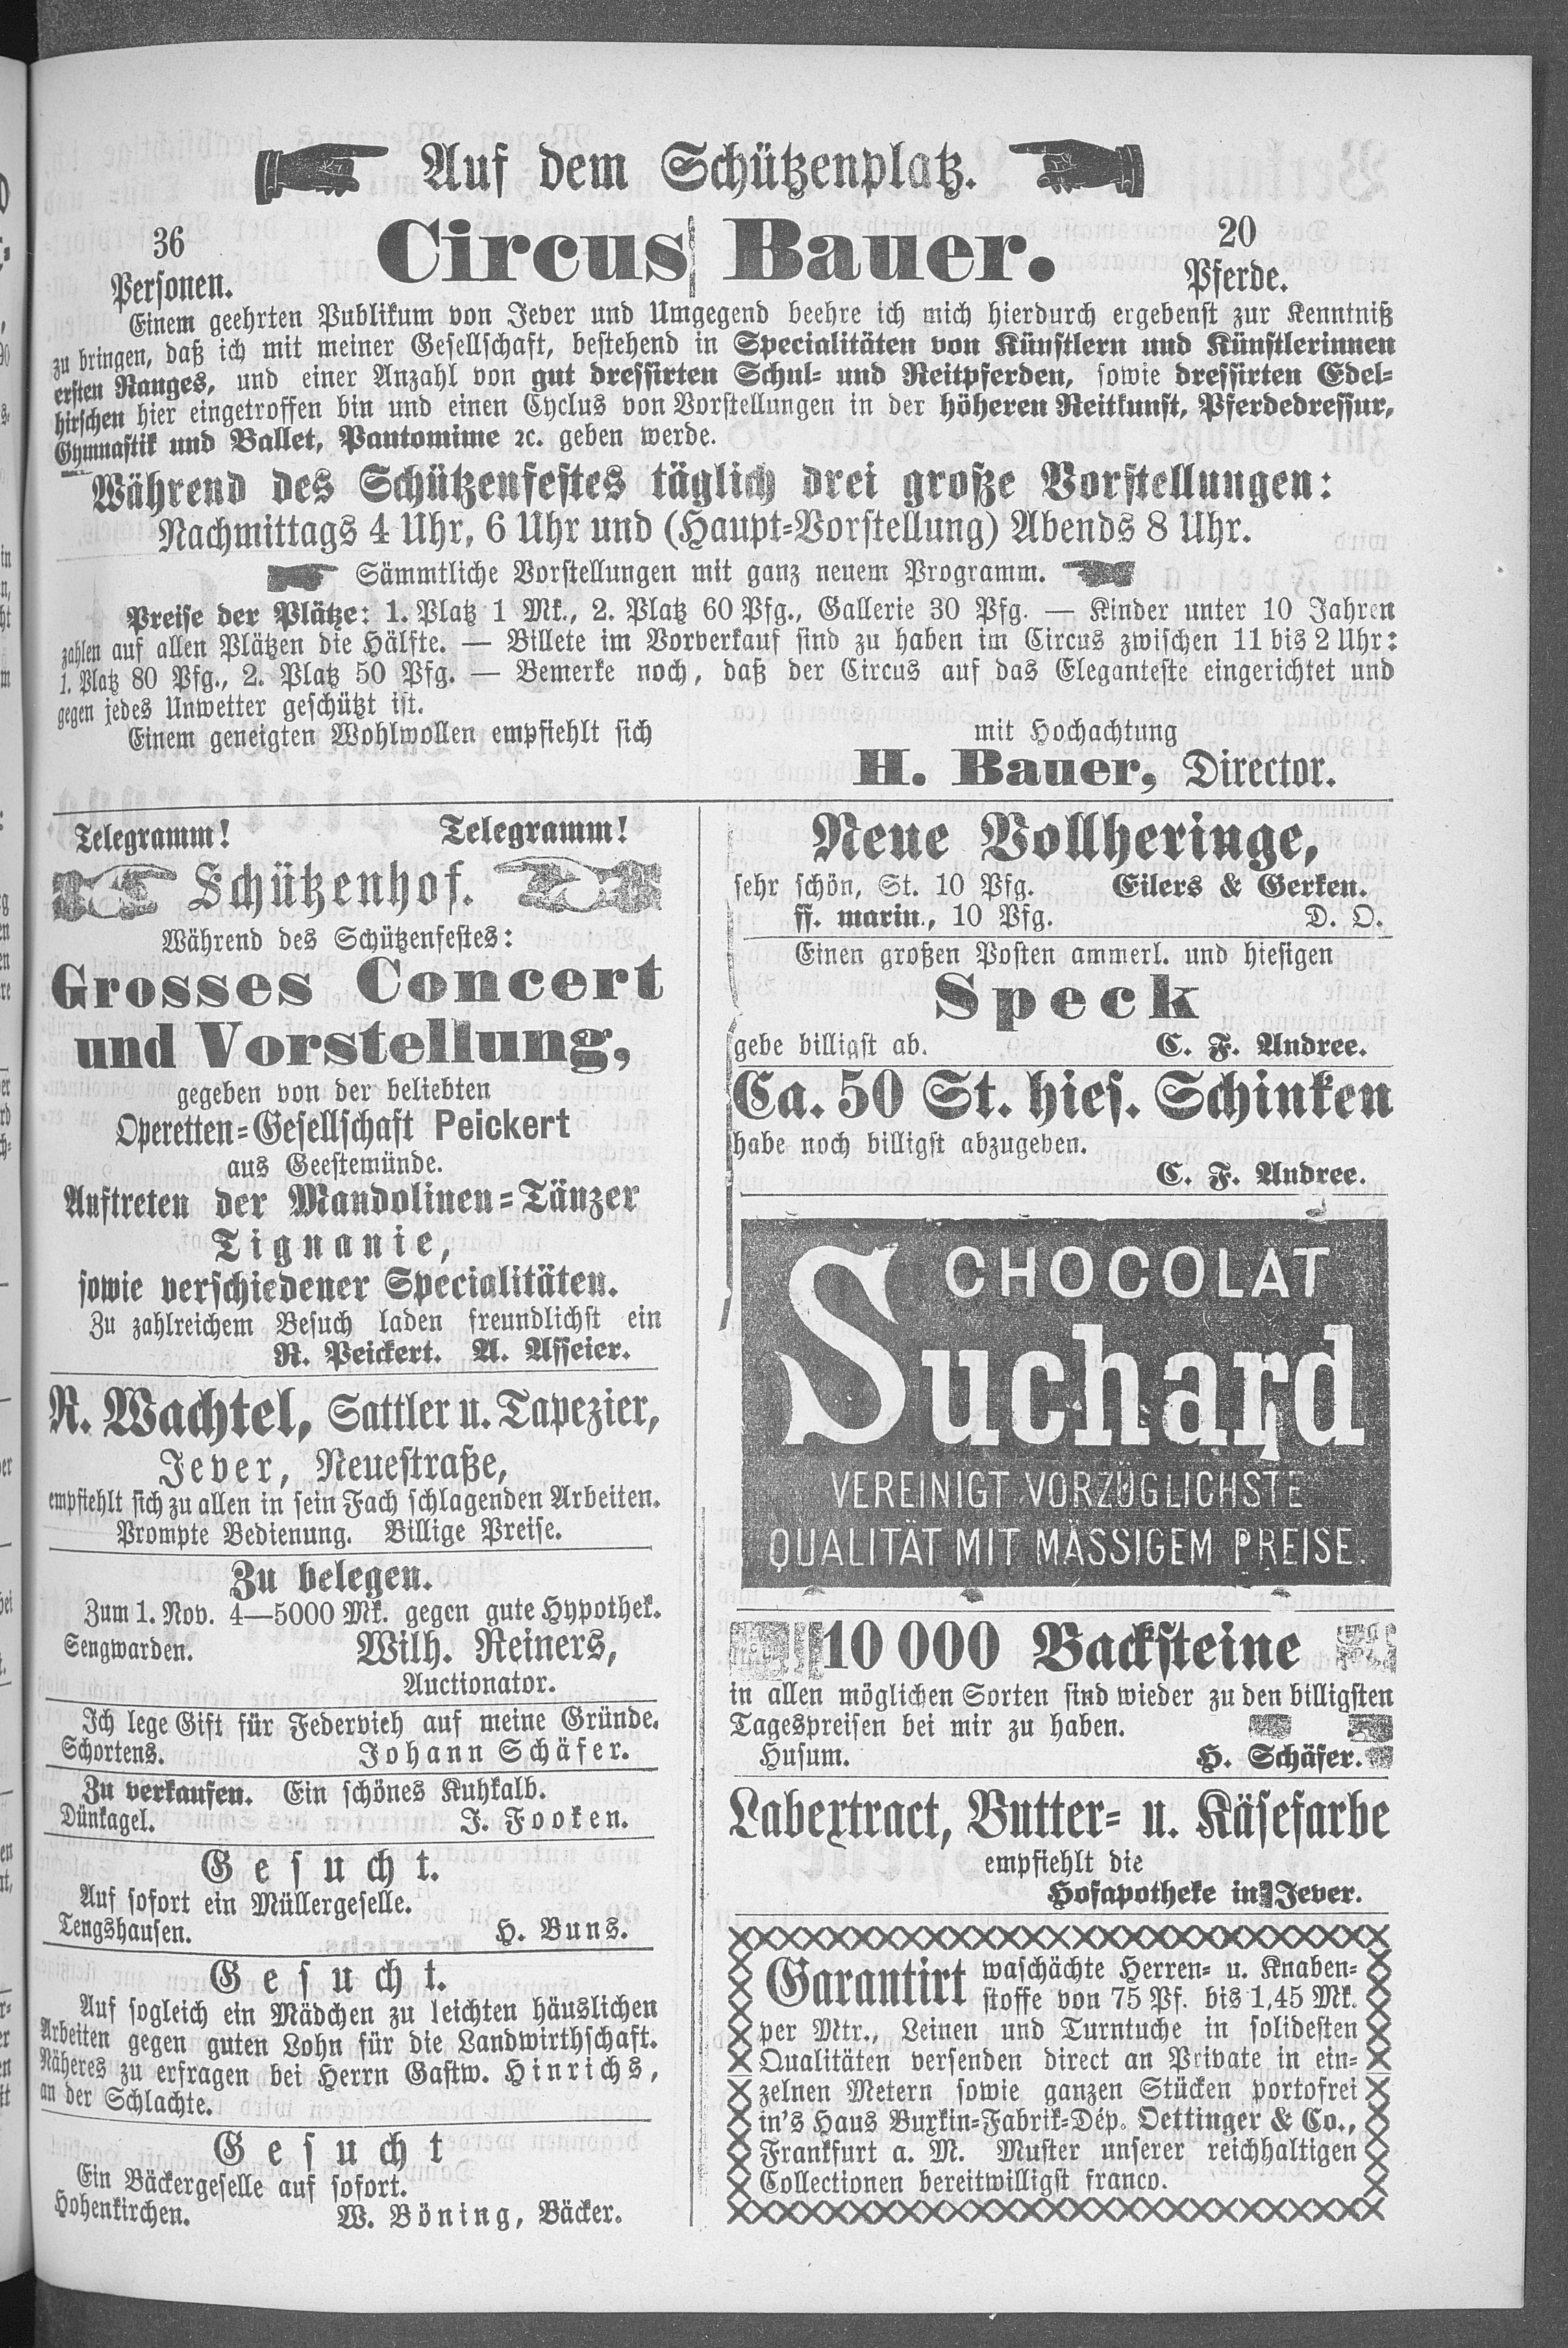 Auf dem Schützenplatz.
36
Personen.
Circus Bauer.
20
Pferde.
Einem geehrten Publikum von Jever und Umgegend beehre ich mich hierdurch ergebenst zur Kenntniß
zu bringen, daß ich mit meiner Gesellschaft, bestehend in Specialitäten von Künstlern und Künstlerinnen
ersten Ranges, und einer Anzahl von gut dressirten Schul- und Reitpferden, sowie dressirten Edel-
hirschen hier eingetroffen bin und einen Cyclus von Vorstellungen in der höheren Reitkunst, Pferdedressur,
Gymnastik und Ballet, Pantomime ꝛc. geben werde.
Während des Schützenfestes täglich drei große Vorstellungen:
Nachmittags 4 Uhr, 6 Uhr und (Haupt-Vorstellung) Abends 8 Uhr.
Sämmtliche Vorstellungen mit ganz neuem Programm.
Preise der Plätze: 1. Platz 1 Mk., 2. Platz 60 Pfg., Gallerie 30 Pfg. — Kinder unter 10 Jahren
zahlen auf allen Plätzen die Hälfte. — Billete im Vorverkauf sind zu haben im Circus zwischen 11 bis 2 Uhr:
1. Platz 80 Pfg., 2. Platz 50 Pfg. — Bemerke noch, daß der Circus auf das Eleganteste eingerichtet und
gegen jedes Unwetter geschützt ist.
Einem geneigten Wohlwollen empfiehlt sich
mit Hochachtung
H. Bauer, Director.
Telegramm! Telegramm!
Schützenhof.
Während des Schützenfestes:
Grosses Concert
und Vorstellung,
gegeben von der beliebten
Operetten-Gesellschaft Peickert
aus Geestemünde.
Auftreten der Mandolinen-Tänzer
Tignanie,
sowie verschiedener Specialitäten.
Zu zahlreichem Besuch laden freundlichst ein
R. Peickert. A. Asseier.
R. Wachtel, Sattler u. Tapezier,
Jever, Neuestraße,
empfiehlt sich zu allen in sein Fach schlagenden Arbeiten.
Prompte Bedienung. Billige Preise.
Zu belegen.
Zum 1. Nov. 4—5000 Mk. gegen gute Hypothek.
Sengwarden. Wilh. Reiners,
Auctionator.
Ich lege Gift für Federvieh auf meine Gründe.
Schortens. Johann Schäfer.
Zu verkaufen. Ein schönes Kuhkalb.
Dünkagel. J. Fooken.
Gesucht.
Auf sofort ein Müllergeselle.
Tengshausen. H. Buns.
Gesucht.
Auf sogleich ein Mädchen zu leichten häuslichen
Arbeiten gegen guten Lohn für die Landwirthschaft.
Näheres zu erfragen bei Herrn Gastw. Hinrichs,
an der Schlachte.
Gesucht
Ein Bäckergeselle auf sofort.
Hohenkirchen. W. Böning, Bäcker.
Neue Vollheringe,
sehr schön, St. 10 Pfg. Eilers & Gerken.
ff. marin., 10 Pfg. D. O.
Einen großen Posten ammerl. und hiesigen
Speck
gebe billigst ab. C. F. Andree.
Ca. 50 St. hies. Schinken
habe noch billigst abzugeben.
C. F. Andree.
CHOCOLAT
Suchard
VEREINIGT VORZÜGLICHSTE
QUALITÄT MIT MÄSSIGEM PREISE.
10 000 Backsteine
in allen möglichen Sorten sind wieder zu den billigsten
Tagespreisen bei mir zu haben.
Husum. H. Schäfer.
Labextract, Butter- u. Käsefarbe
empfiehlt die
Hofapotheke in Jever.
Garantirt waschächte Herren- u. Knaben-
stoffe von 75 Pf. bis 1,45 Mk.
per Mtr., Leinen und Turntuche in solidesten
Qualitäten versenden direct an Private in ein-
zelnen Metern sowie ganzen Stücken portofrei
in's Haus Buxkin-Fabrik-Dép. Oettinger & Co.,
Frankfurt a. M. Muster unserer reichhaltigen
Collectionen bereitwilligst franco.